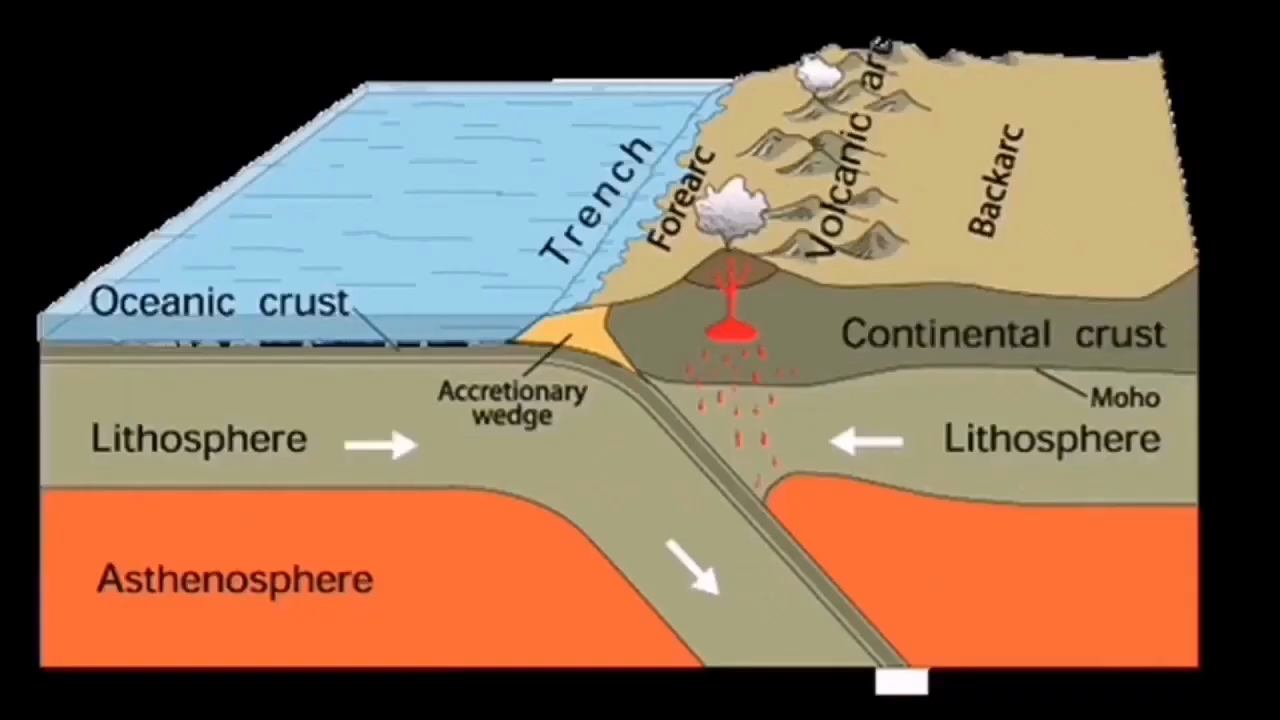 Trench
Forearc
Volcanic arc
Backarc
Oceanic crust
Continental crust
Accretionary
wedge
Moho
Lithosphere
Lithosphere
Asthenosphere